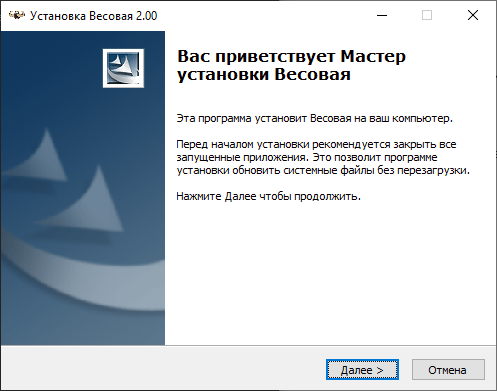 Установка Весовая 2.00
Вас приветствует Мастер
установки Весовая
Эта программа установит Весовая на ваш компьютер.
Перед началом установки рекомендуется закрыть все
запущенные приложения. Это позволит программе
установки обновить системные файлы без перезагрузки.
Нажмите Далее чтобы продолжить.
Далее >
Отмена